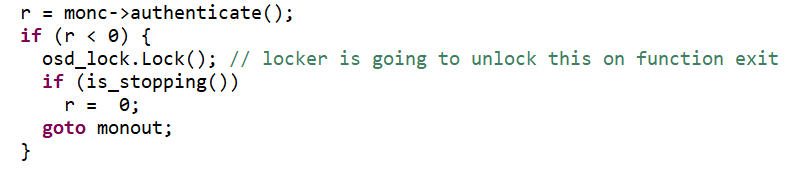 r = monc->authenticate();
if (r < 0) {
  osd_lock.Lock(); // locker is going to unlock this on function exit
  if (is_stopping())
    r =  0;
  goto monout;
}